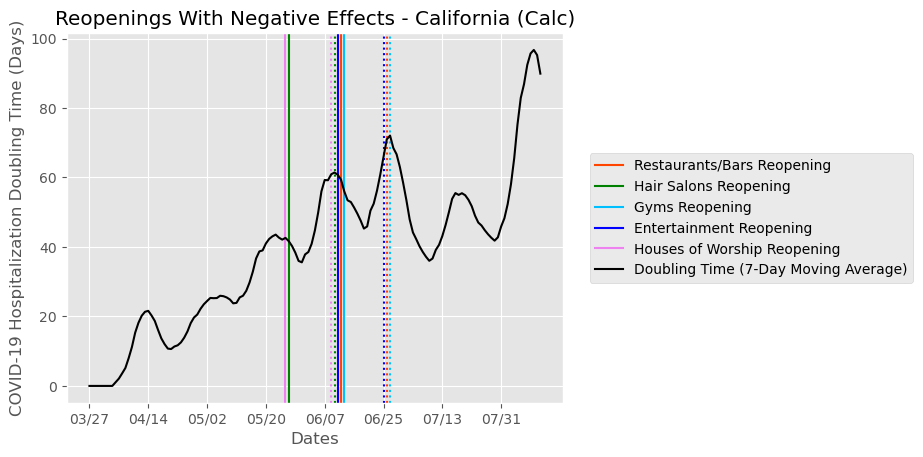 Reopenings With Negative Effects - California (Calc)
COVID-19 Hospitalization Doubling Time (Days)
100
80
60
40
20
0
03/27 04/14 05/02 05/20 06/07 06/25 07/13 07/31
Dates
Restaurants/Bars Reopening
Hair Salons Reopening
Gyms Reopening
Entertainment Reopening
Houses of Worship Reopening
Doubling Time (7-Day Moving Average)